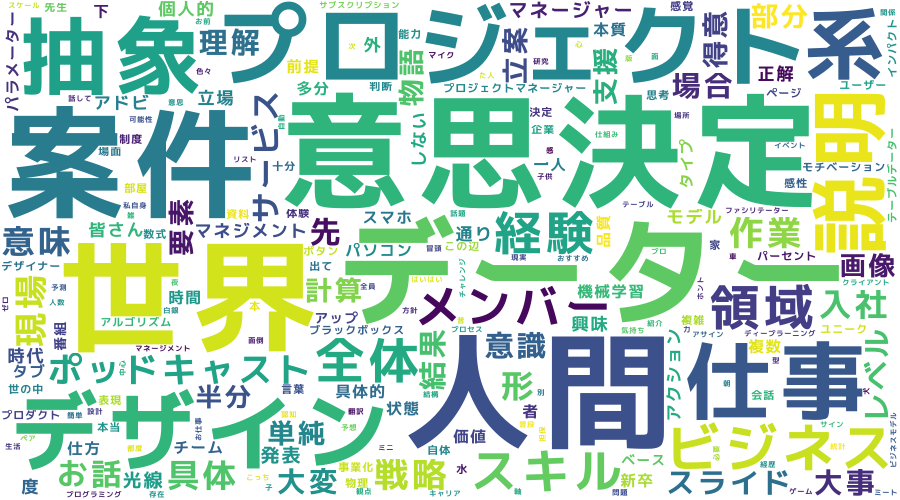 スケール
先生
お前
サブスクリプション
関係
下
個人的
マネージャー
感覚
抽象
プロジェクト
系
理解
外
物語
能力
マイク
立案
本質
得意
部分
インパクト
パラメーター
前提
支援
場合
正解
ユーザー
アドビ
立場
多分
判断
プロジェクトマネージャー
思考
ページ
可能性
制度
場面
サービス
しない
決定
企業
一人
子供
タイプ
仕組み
場所
イベント
案件
意思決定
説明
リスト
十分
モチベーション
感性
部屋
私自身
資料
体験
テーブル
ファシリテーター
テーブルデータ
意味
皆さん
数式
要素
マネジメント
先
スマホ
通り
経験
品質
モデル
作業
家
車
パーセント
画像
クライアント
デザイナー
現場
世界
データ
ボタン
パソコン
この辺
冒頭
出て
全員
はいはい
チャレンジ
現実
おすすめ
プロ
時間
計算
機械学習
領域
入社
ゼロ
予測
人数
番組
アルゴリズム
本
白銀
アップ
方針
ブラックボックス
メンバー
プロセス
興味
気持ち
紹介
アサイン
ディープラーニング
複雑
ユニーク
時代
タブ
マネージメント
面倒
ポッドキャスト
全体
結果
人間
意識
仕事
複数
レベル
世の中
表現
半分
言葉
具体的
翻訳
結構
形
別
アクション
会話
プロダクト
簡単
設計
本当
デザイン
お仕事
認知
予想
状態
者
価値
ビジネス
サイン
統計
ビジネスモデル
生活
ペア
仕方
チーム
単純
発表
ミニ
自体
スキル
ベース
お話
光線
具体
大変
事業化
物理
戦略
水
新卒
スライド
大事
度
プログラミング
存在
こっち
子
観点
キャリア
軸
問題
経歴
ゲーム
ミート